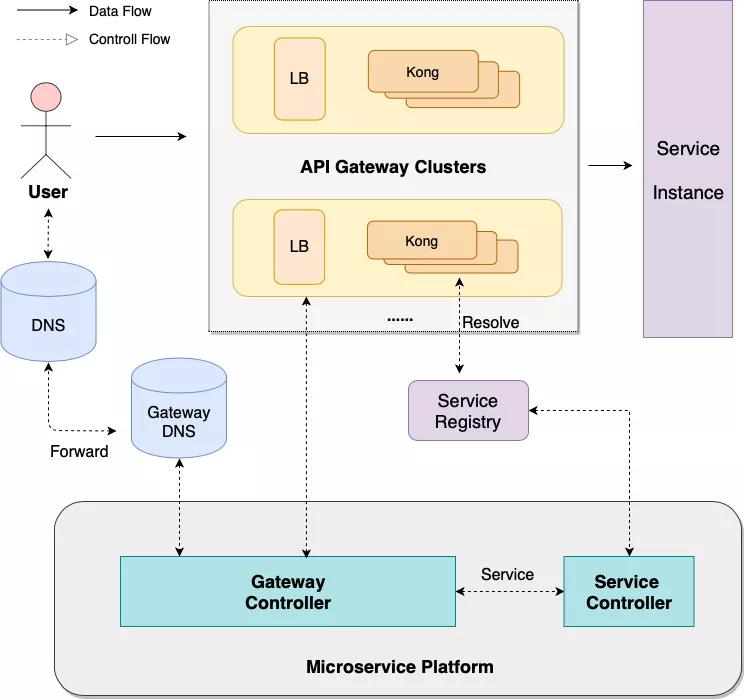 Data Flow
Controll Flow
LB
Kong
API Gateway Clusters
LB
Kong
......
Service
Instance
User
DNS
Forward
Gateway
DNS
Resolve
Service
Registry
Gateway
Controller
Service
Service
Controller
Microservice Platform